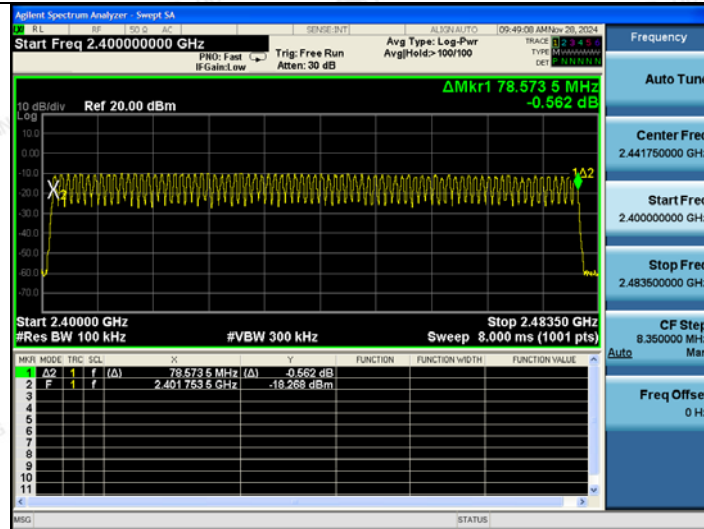 Agilent Spectrum Analyzer - Swept SA
RL RF 50 Ω AC SENSE:INT ALIGNAUTO 09:49:08 AM Nov 28, 2024
Start Freq 2.400000000 GHz
PNO: Fast
IFGain:Low
Trig: Free Run
Atten: 30 dB
Avg Type: Log-Pwr
Avg|Hold:>100/100
TRACE 1 2 3 4 5 6
TYPE M
DET P N N N N N
ΔMkr1 78.573 5 MHz
-0.562 dB
10 dB/div Ref 20.00 dBm
Log
10.0
0.00
-10.0
-20.0
-30.0
-40.0
-50.0
-60.0
-70.0
X2
1Δ2
Start 2.40000 GHz Stop 2.48350 GHz
#Res BW 100 kHz #VBW 300 kHz Sweep 8.000 ms (1001 pts)
MKR MODE TRC SCL X Y FUNCTION FUNCTION WIDTH FUNCTION VALUE
1 Δ2 1 f (Δ) 78.573 5 MHz (Δ) -0.562 dB
2 F 1 f 2.401 753 5 GHz -18.268 dBm
3
4
5
6
7
8
9
10
11
MSG STATUS
Frequency
Auto Tune
Center Freq
2.441750000 GHz
Start Freq
2.400000000 GHz
Stop Freq
2.483500000 GHz
CF Step
8.350000 MHz
Auto Man
Freq Offset
0 Hz